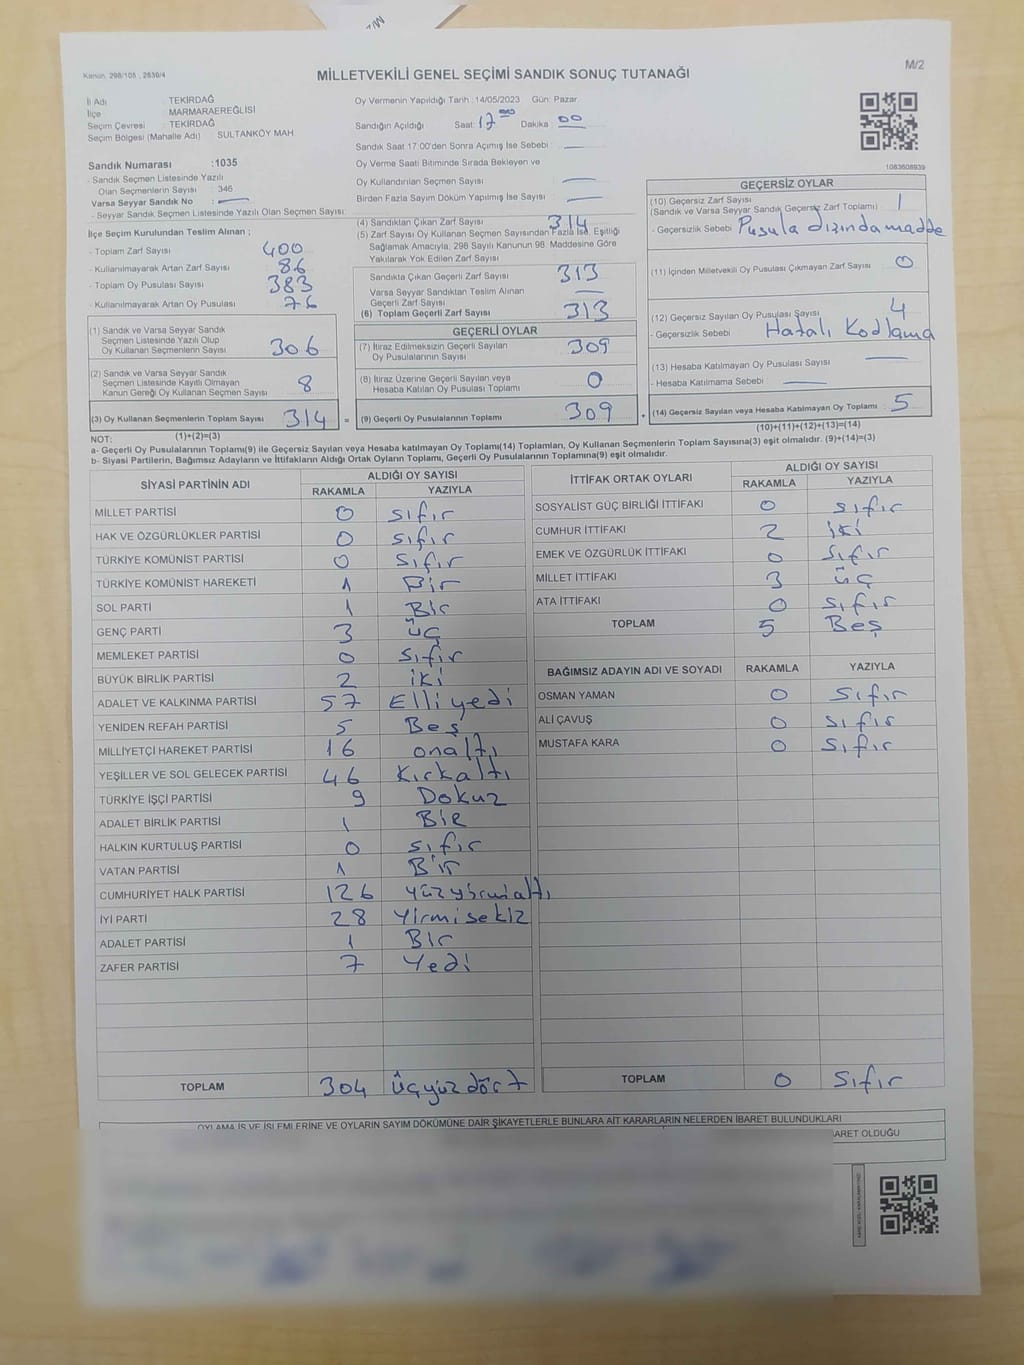 Kanun, 298/105 , 2839/4
M/2
MİLLETVEKİLİ GENEL SEÇİMİ SANDIK SONUÇ TUTANAĞI
İl Adı : TEKİRDAĞ
İlçe : MARMARAEREĞLİSİ
Seçim Çevresi : TEKİRDAĞ
Seçim Bölgesi (Mahalle Adı) : SULTANKÖY MAH
Sandık Numarası :1035
- Sandık Seçmen Listesinde Yazılı
Olan Seçmenlerin Sayısı : 346
Varsa Seyyar Sandık No : —
- Seyyar Sandık Seçmen Listesinde Yazılı Olan Seçmen Sayısı:
İlçe Seçim Kurulundan Teslim Alınan ;
- Toplam Zarf Sayısı 400
- Kullanılmayarak Artan Zarf Sayısı : 86
- Toplam Oy Pusulası Sayısı : 383
- Kullanılmayarak Artan Oy Pusulası : 76
(1) Sandık ve Varsa Seyyar Sandık
Seçmen Listesinde Yazılı Olup
Oy Kullanan Seçmenlerin Sayısı 306
(2) Sandık ve Varsa Seyyar Sandık
Seçmen Listesinde Kayıtlı Olmayan
Kanun Gereği Oy Kullanan Seçmen Sayısı 8
(3) Oy Kullanan Seçmenlerin Toplam Sayısı 314 =
(1)+(2)=(3)
Oy Vermenin Yapıldığı Tarih : 14/05/2023 Gün: Pazar
Sandığın Açıldığı Saat: 17 00 Dakika 00
Sandık Saat 17:00'den Sonra Açılmış İse Sebebi : —
Oy Verme Saati Bitiminde Sırada Bekleyen ve
Oy Kullandırılan Seçmen Sayısı —
Birden Fazla Sayım Döküm Yapılmış İse Sayısı : —
(4) Sandıktan Çıkan Zarf Sayısı 314
(5) Zarf Sayısı Oy Kullanan Seçmen Sayısından Fazla İse, Eşitliği
Sağlamak Amacıyla; 298 Sayılı Kanunun 98. Maddesine Göre
Yakılarak Yok Edilen Zarf Sayısı
Sandıkta Çıkan Geçerli Zarf Sayısı 313
Varsa Seyyar Sandıktan Teslim Alınan
Geçerli Zarf Sayısı —
(6) Toplam Geçerli Zarf Sayısı 313
GEÇERLİ OYLAR
(7) İtiraz Edilmeksizin Geçerli Sayılan
Oy Pusulalarının Sayısı 309
(8) İtiraz Üzerine Geçerli Sayılan veya
Hesaba Katılan Oy Pusulası Toplamı 0
(9) Geçerli Oy Pusulalarının Toplamı 309 +
1083608939
GEÇERSİZ OYLAR
(10) Geçersiz Zarf Sayısı
(Sandık ve Varsa Seyyar Sandık Geçersiz Zarf Toplamı) 1
- Geçersizlik Sebebi Pusula dışında madde
(11) İçinden Milletvekili Oy Pusulası Çıkmayan Zarf Sayısı 0
(12) Geçersiz Sayılan Oy Pusulası Sayısı 4
- Geçersizlik Sebebi : Hatalı Kodlama
(13) Hesaba Katılmayan Oy Pusulası Sayısı —
- Hesaba Katılmama Sebebi : —
(14) Geçersiz Sayılan veya Hesaba Katılmayan Oy Toplamı : 5
(10)+(11)+(12)+(13)=(14)
NOT:
a- Geçerli Oy Pusulalarının Toplamı(9) ile Geçersiz Sayılan veya Hesaba katılmayan Oy Toplamı(14) Toplamları, Oy Kullanan Seçmenlerin Toplam Sayısına(3) eşit olmalıdır. (9)+(14)=(3)
b- Siyasi Partilerin, Bağımsız Adayların ve İttifakların Aldığı Ortak Oyların Toplamı, Geçerli Oy Pusulalarının Toplamına(9) eşit olmalıdır.
SİYASİ PARTİNİN ADI ALDIĞI OY SAYISI
RAKAMLA YAZIYLA
MİLLET PARTİSİ 0 sıfır
HAK VE ÖZGÜRLÜKLER PARTİSİ 0 sıfır
TÜRKİYE KOMÜNİST PARTİSİ 0 sıfır
TÜRKİYE KOMÜNİST HAREKETİ 1 Bir
SOL PARTİ 1 Bir
GENÇ PARTİ 3 üç
MEMLEKET PARTİSİ 0 sıfır
BÜYÜK BİRLİK PARTİSİ 2 iki
ADALET VE KALKINMA PARTİSİ 57 Elli yedi
YENİDEN REFAH PARTİSİ 5 Beş
MİLLİYETÇİ HAREKET PARTİSİ 16 onaltı
YEŞİLLER VE SOL GELECEK PARTİSİ 46 Kırkaltı
TÜRKİYE İŞÇİ PARTİSİ 9 Dokuz
ADALET BİRLİK PARTİSİ 1 BİR
HALKIN KURTULUŞ PARTİSİ 0 sıfır
VATAN PARTİSİ 1 Bir
CUMHURİYET HALK PARTİSİ 126 yüzyirmialtı
İYİ PARTİ 28 Yirmisekiz
ADALET PARTİSİ 1 Bir
ZAFER PARTİSİ 7 Yedi
TOPLAM 304 üçyüzdört
İTTİFAK ORTAK OYLARI ALDIĞI OY SAYISI
RAKAMLA YAZIYLA
SOSYALİST GÜÇ BİRLİĞİ İTTİFAKI 0 sıfır
CUMHUR İTTİFAKI 2 iki
EMEK VE ÖZGÜRLÜK İTTİFAKI 0 Sıfır
MİLLET İTTİFAKI 3 üç
ATA İTTİFAKI 0 sıfır
TOPLAM 5 Beş
BAĞIMSIZ ADAYIN ADI VE SOYADI RAKAMLA YAZIYLA
OSMAN YAMAN 0 Sıfır
ALİ ÇAVUŞ 0 sıfır
MUSTAFA KARA 0 Sıfır
TOPLAM 0 Sıfır
OYLAMA İŞ VE İŞLEMLERİNE VE OYLARIN SAYIM DÖKÜMÜNE DAİR ŞİKAYETLERLE BUNLARA AİT KARARLARIN NELERDEN İBARET BULUNDUKLARI
BARET OLDUĞU